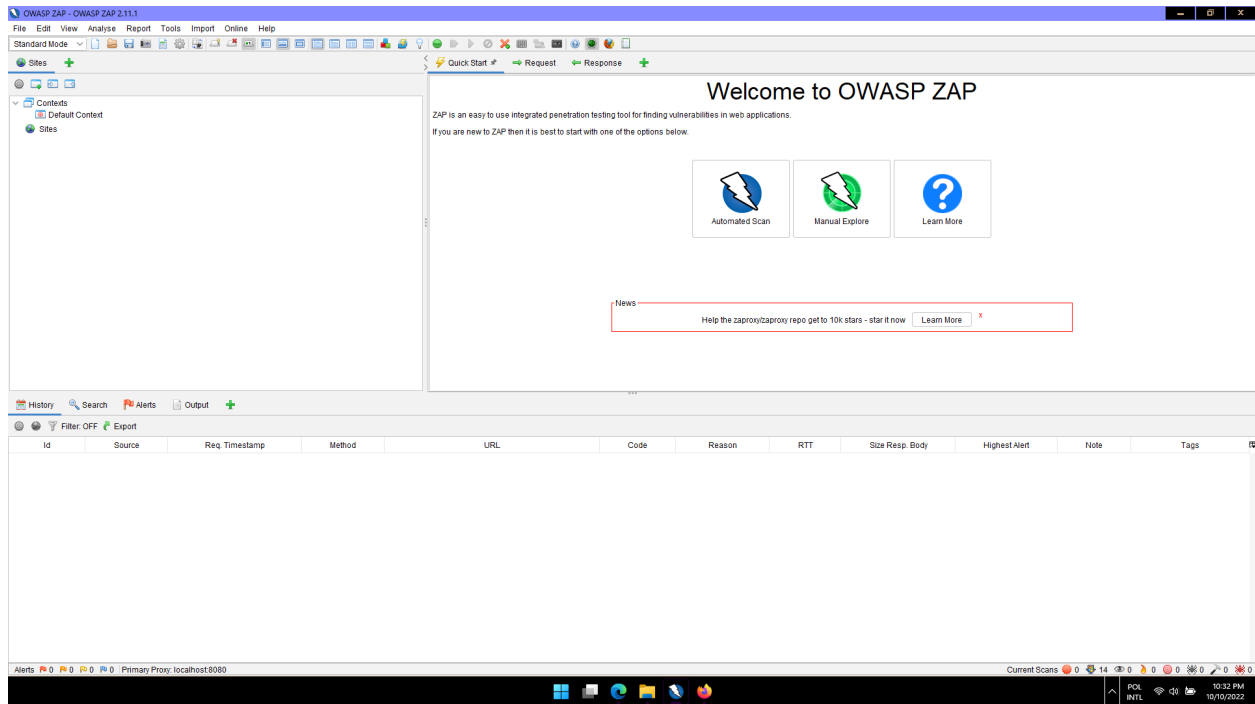 OWASP ZAP - OWASP ZAP 2.11.1
File Edit View Analyse Report Tools Import Online Help
Standard Mode
Sites
Quick Start Request Response
Contexts
Default Context
Sites
Welcome to OWASP ZAP
ZAP is an easy to use integrated penetration testing tool for finding vulnerabilities in web applications.
If you are new to ZAP then it is best to start with one of the options below.
Automated Scan Manual Explore Learn More
News
Help the zaproxy/zaproxy repo get to 10k stars - star it now Learn More X
History Search Alerts Output
Filter: OFF Export
Id Source Req. Timestamp Method URL Code Reason RTT Size Resp. Body Highest Alert Note Tags
Alerts 0 0 0 0 Primary Proxy: localhost:8080 Current Scans 0 14 0 0 0 0 0 0
POL 10:32 PM
INTL 10/10/2022